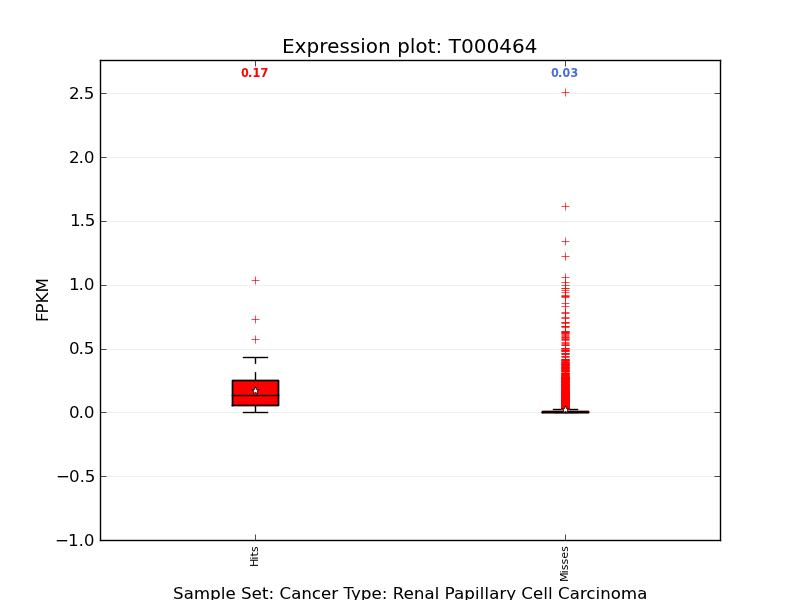 Expression plot: T000464
0.17
0.03
2.5
2.0
1.5
1.0
0.5
0.0
−0.5
−1.0
FPKM
Hits
Misses
Sample Set: Cancer Type: Renal Papillary Cell Carcinoma